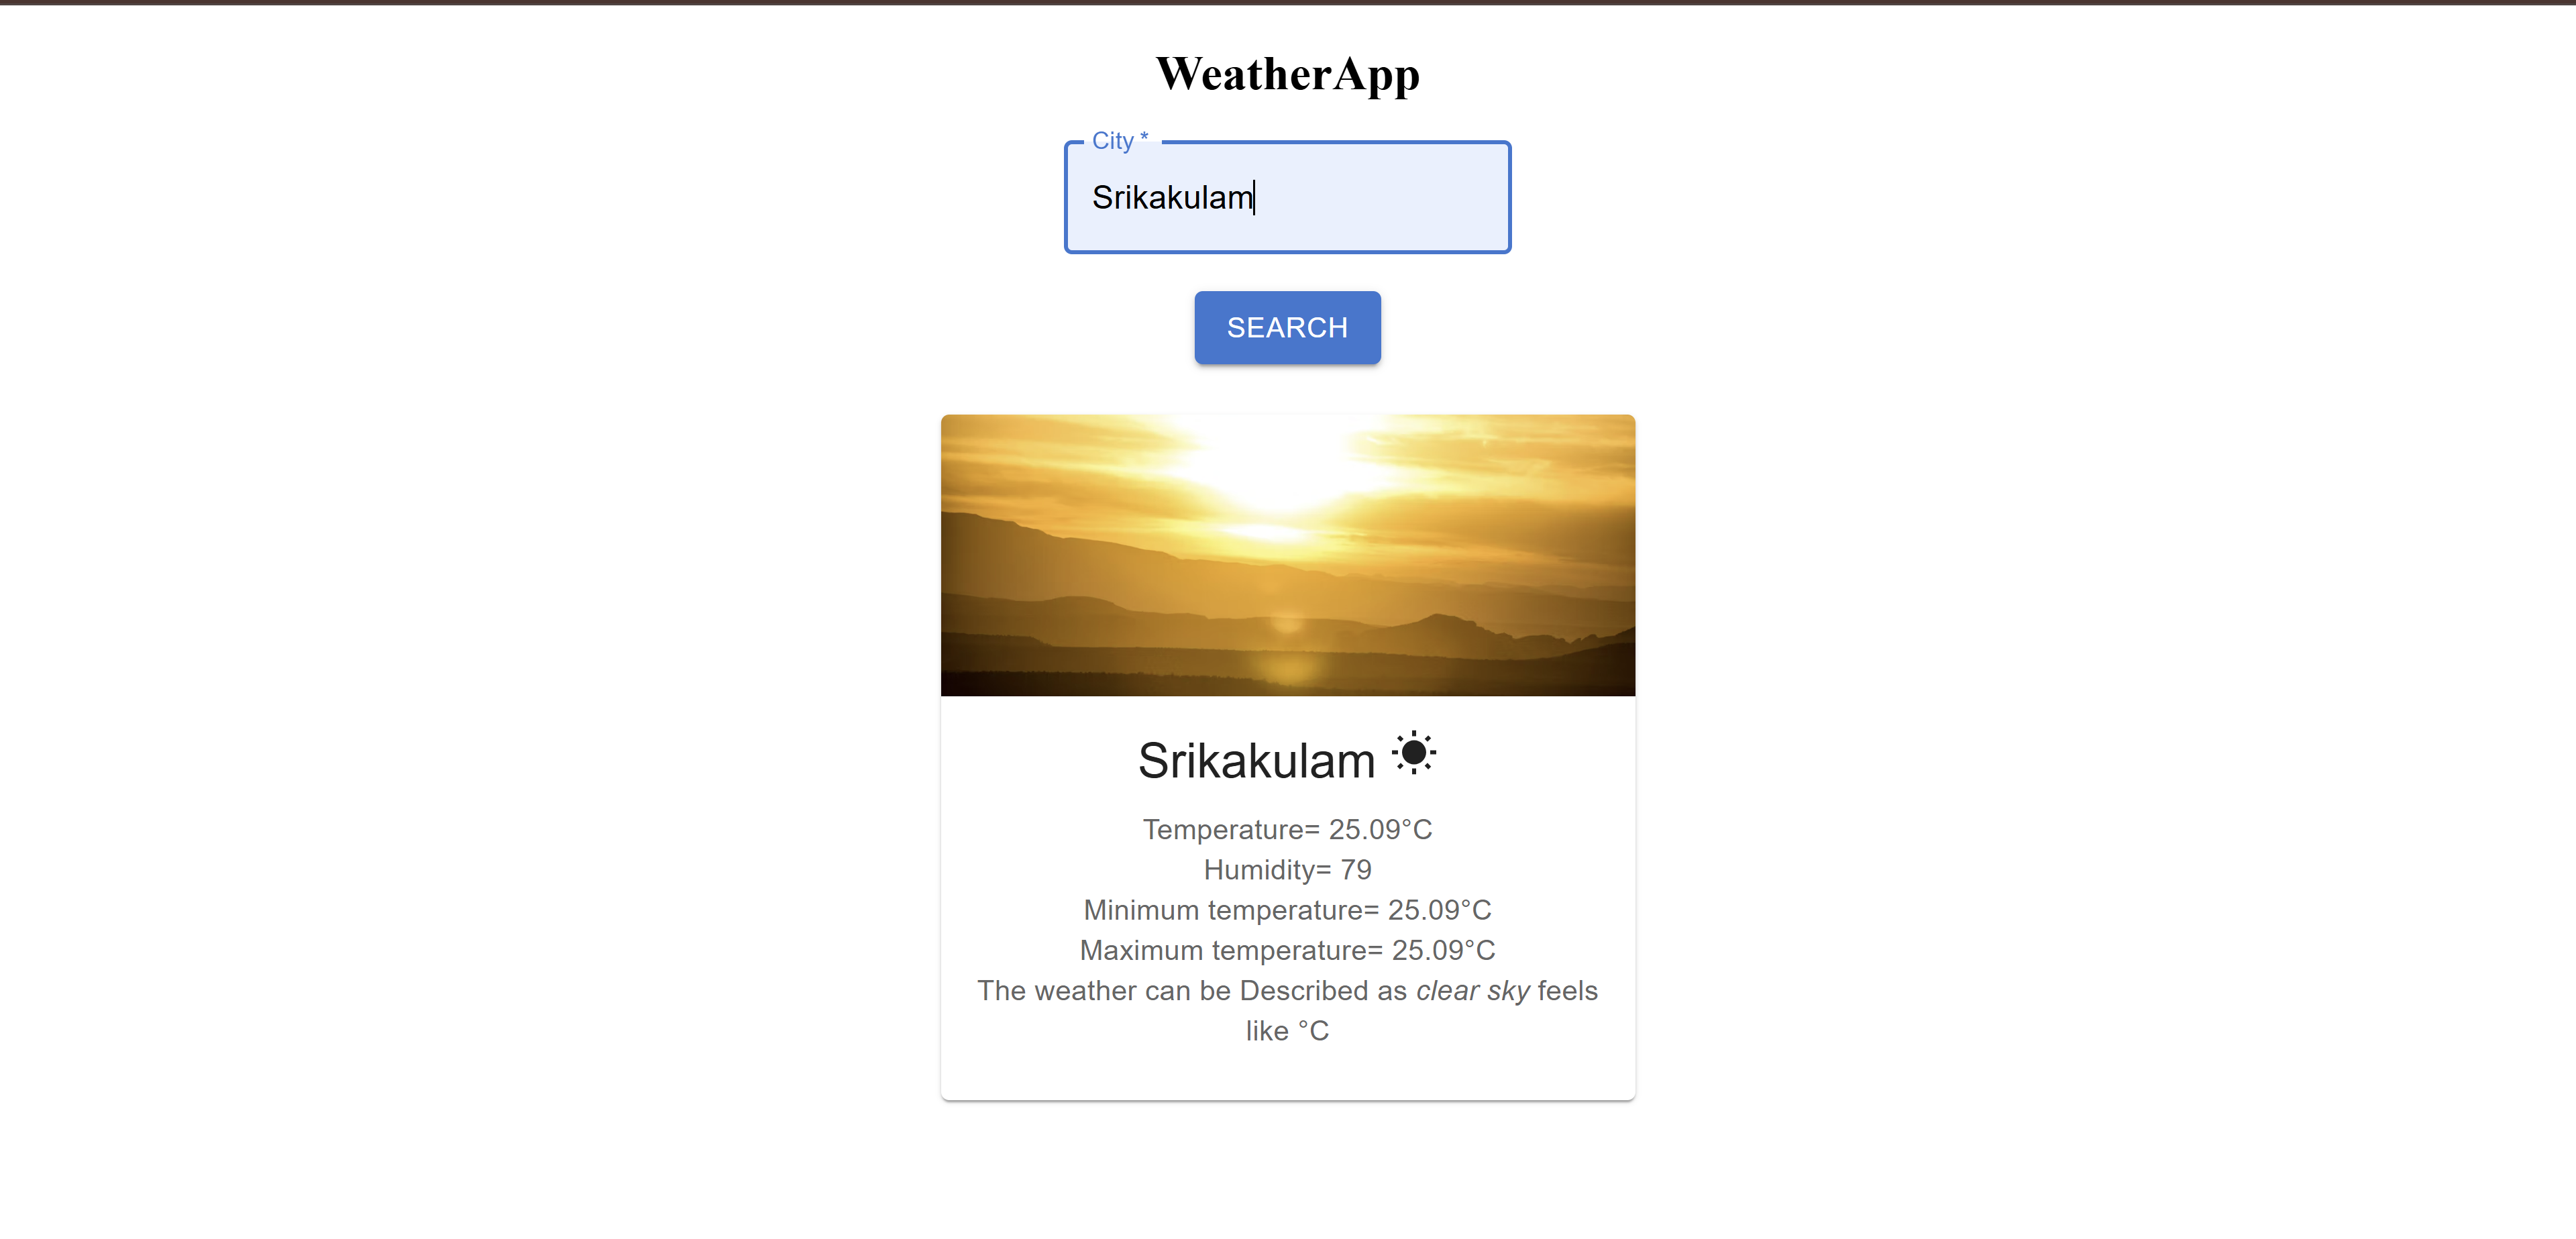 WeatherApp
City *
Srikakulam
SEARCH
Srikakulam
Temperature= 25.09°C
Humidity= 79
Minimum temperature= 25.09°C
Maximum temperature= 25.09°C
The weather can be Described as clear sky feels
like °C